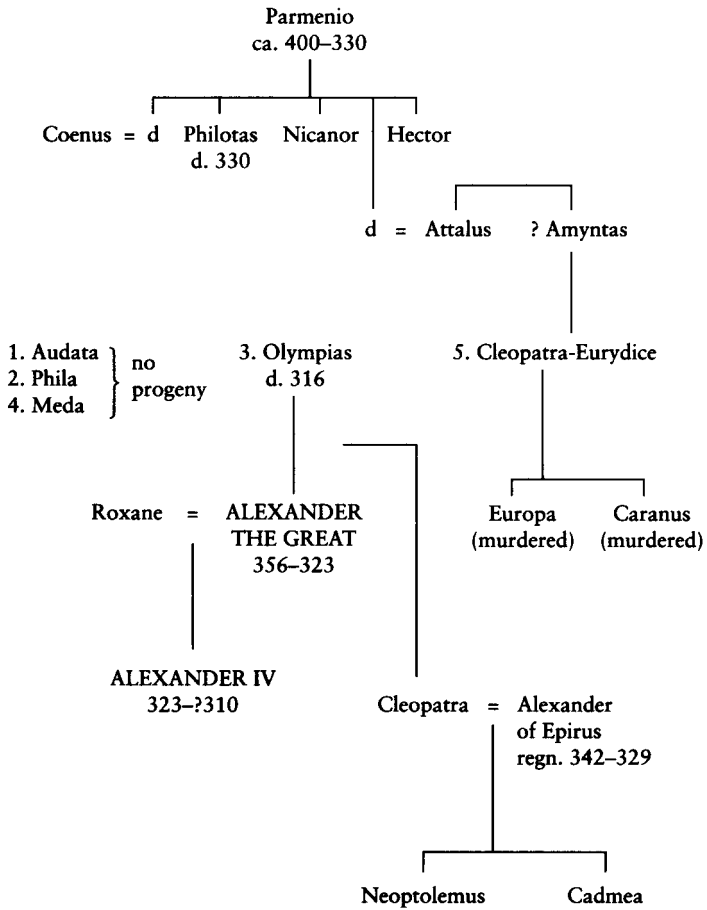 Parmenio
ca. 400–330
Coenus = d Philotas Nicanor Hector
d. 330
d = Attalus ? Amyntas
1. Audata
2. Phila
4. Meda
no
progeny
3. Olympias
d. 316
5. Cleopatra-Eurydice
Roxane = ALEXANDER
THE GREAT
356–323
Europa
(murdered)
Caranus
(murdered)
ALEXANDER IV
323–?310
Cleopatra = Alexander
of Epirus
regn. 342–329
Neoptolemus Cadmea